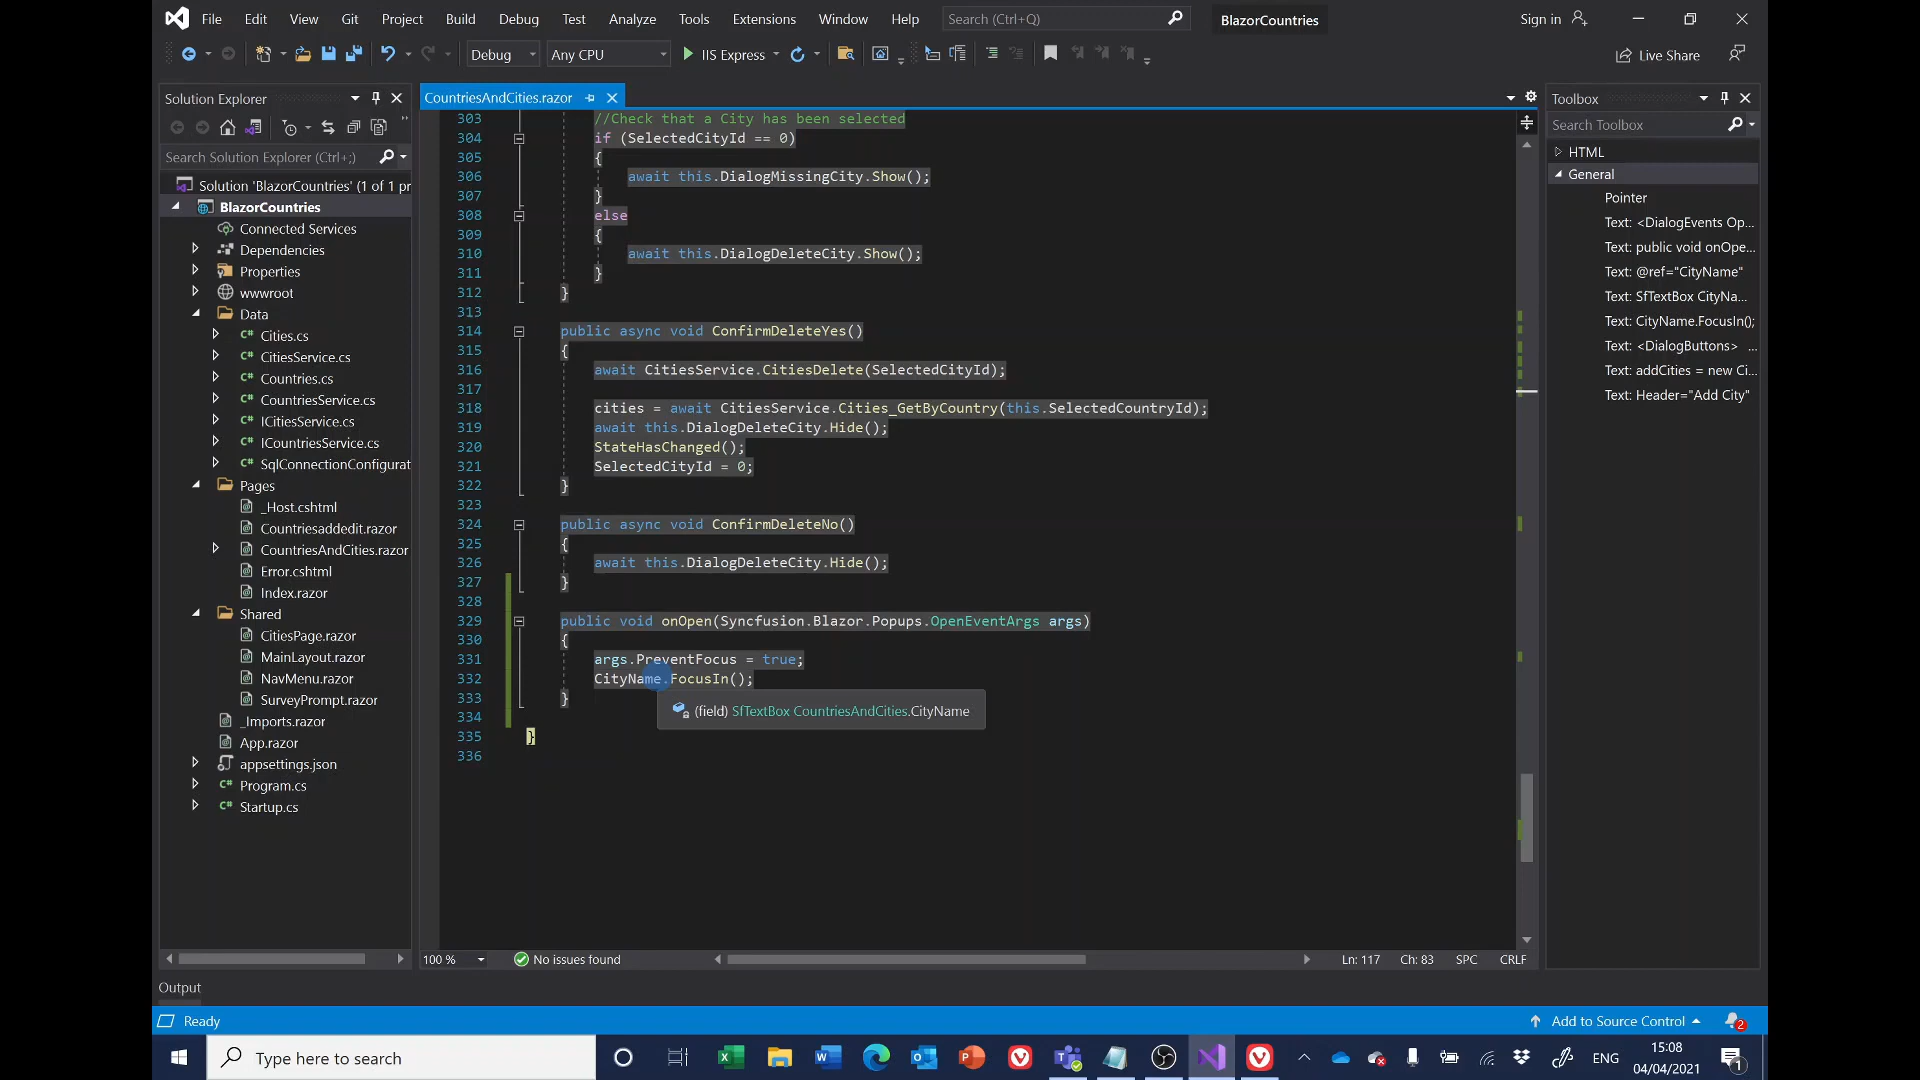 File Edit View Git Project Build Debug Test Analyze Tools Extensions Window Help Search (Ctrl+Q) BlazorCountries Sign in
Debug Any CPU IIS Express Live Share
Solution Explorer
Search Solution Explorer (Ctrl+;)
Solution 'BlazorCountries' (1 of 1 pr
BlazorCountries
Connected Services
Dependencies
Properties
wwwroot
Data
Cities.cs
CitiesService.cs
Countries.cs
CountriesService.cs
ICitiesService.cs
ICountriesService.cs
SqlConnectionConfigurat
Pages
_Host.cshtml
Countriesaddedit.razor
CountriesAndCities.razor
Error.cshtml
Index.razor
Shared
CitiesPage.razor
MainLayout.razor
NavMenu.razor
SurveyPrompt.razor
_Imports.razor
App.razor
appsettings.json
Program.cs
Startup.cs
CountriesAndCities.razor
303 //Check that a City has been selected
304 if (SelectedCityId == 0)
305 {
306 await this.DialogMissingCity.Show();
307 }
308 else
309 {
310 await this.DialogDeleteCity.Show();
311 }
312 }
313
314 public async void ConfirmDeleteYes()
315 {
316 await CitiesService.CitiesDelete(SelectedCityId);
317
318 cities = await CitiesService.Cities_GetByCountry(this.SelectedCountryId);
319 await this.DialogDeleteCity.Hide();
320 StateHasChanged();
321 SelectedCityId = 0;
322 }
323
324 public async void ConfirmDeleteNo()
325 {
326 await this.DialogDeleteCity.Hide();
327 }
328
329 public void onOpen(Syncfusion.Blazor.Popups.OpenEventArgs args)
330 {
331 args.PreventFocus = true;
332 CityName.FocusIn();
333 }
334
335 }
336
(field) SfTextBox CountriesAndCities.CityName
100 % No issues found Ln: 117 Ch: 83 SPC CRLF
Toolbox
Search Toolbox
HTML
General
Pointer
Text: <DialogEvents Op...
Text: public void onOpe...
Text: @ref="CityName"
Text: SfTextBox CityNa...
Text: CityName.FocusIn();
Text: <DialogButtons> ...
Text: addCities = new Ci...
Text: Header="Add City"
Output
Ready Add to Source Control 2
Type here to search ENG 15:08
04/04/2021 1